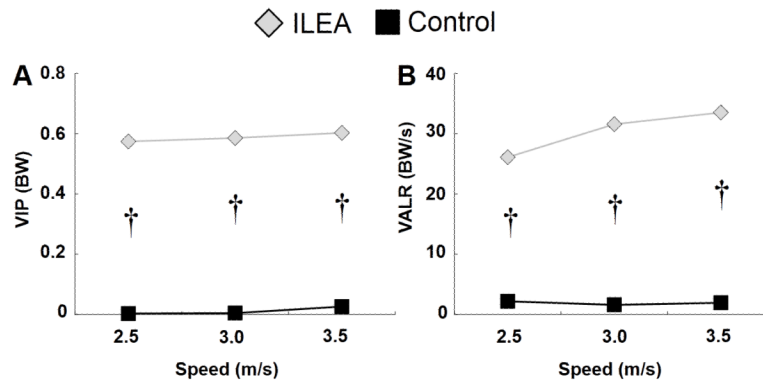 ILEA Control
A
0.8
0.6
0.4
0.2
0
VIP (BW)
†
†
†
2.5 3.0 3.5
Speed (m/s)
B
40
30
20
10
0
VALR (BW/s)
†
†
†
2.5 3.0 3.5
Speed (m/s)